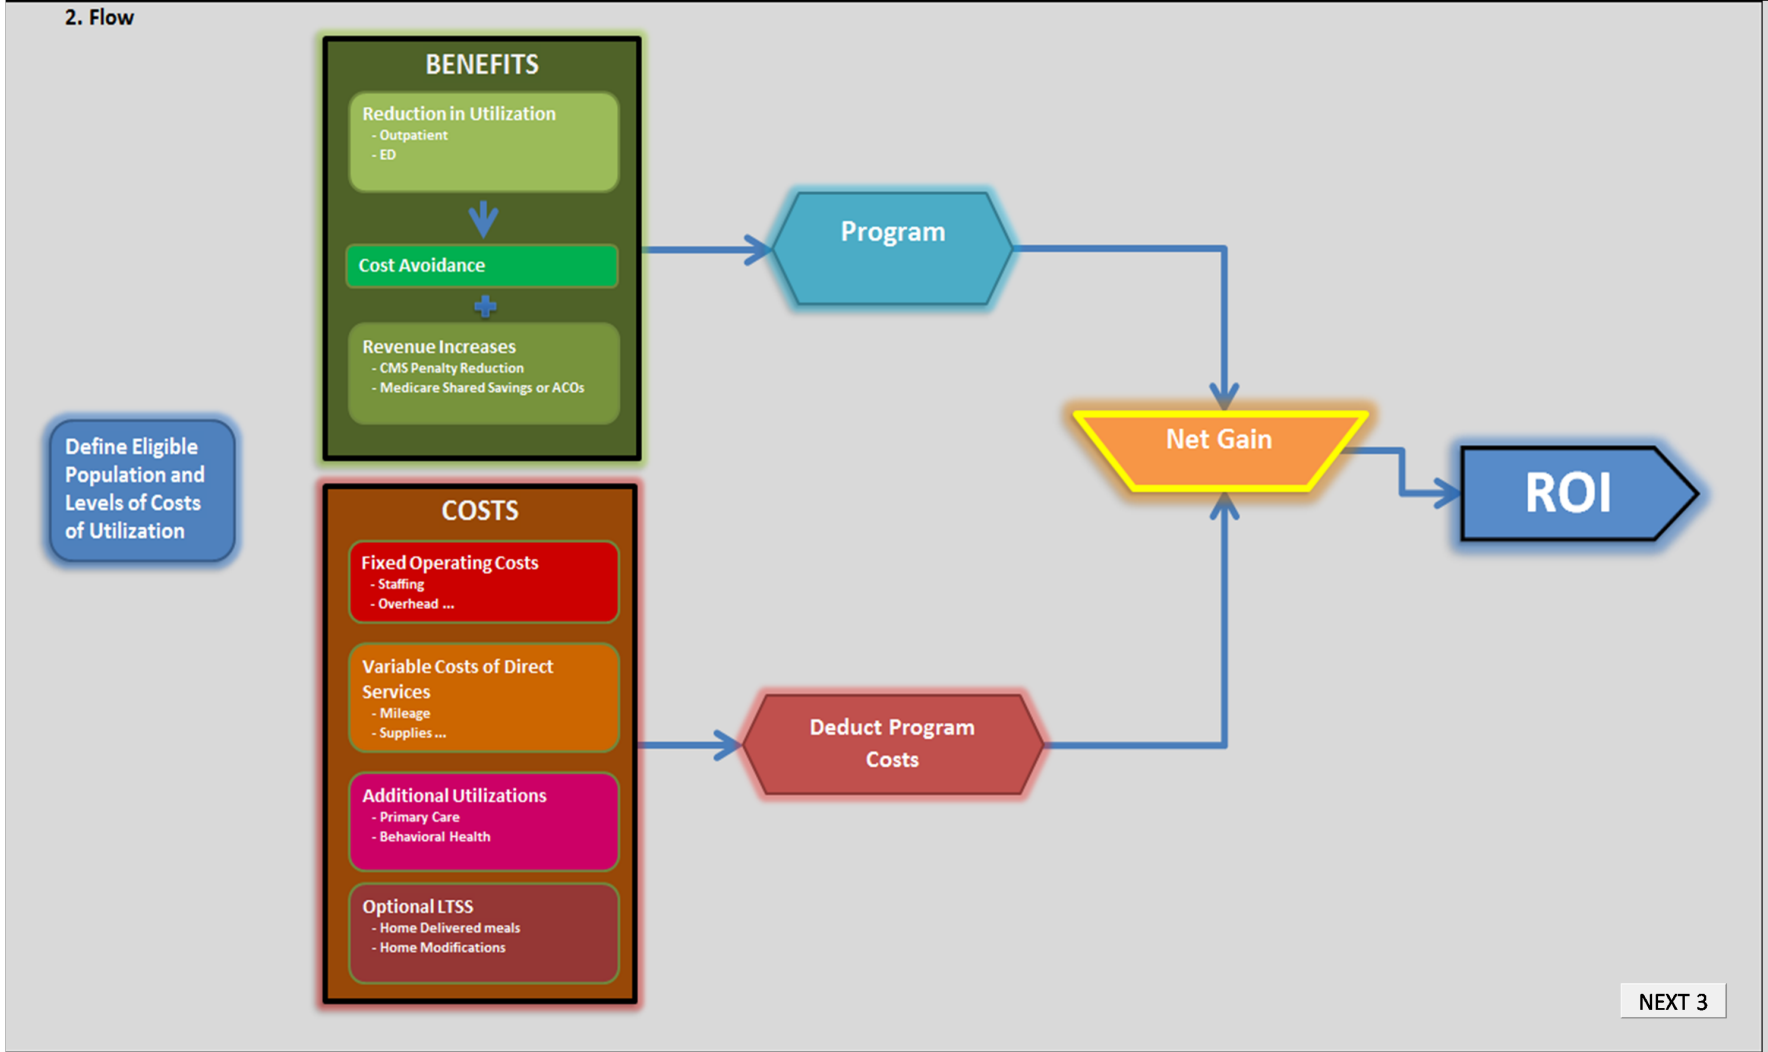 2. Flow
BENEFITS
Reduction in Utilization
- Outpatient
- ED
Cost Avoidance
Revenue Increases
- CMS Penalty Reduction
- Medicare Shared Savings or ACOs
Define Eligible
Population and
Levels of Costs
of Utilization
COSTS
Fixed Operating Costs
- Staffing
- Overhead ...
Variable Costs of Direct
Services
- Mileage
- Supplies ...
Additional Utilizations
- Primary Care
- Behavioral Health
Optional LTSS
- Home Delivered meals
- Home Modifications
Program
Deduct Program
Costs
Net Gain
ROI
NEXT 3